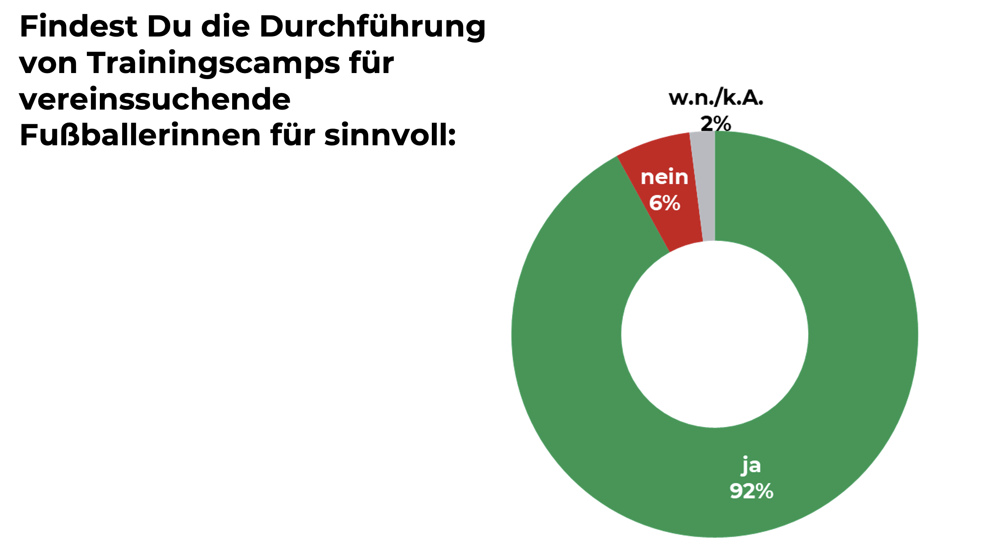 Findest Du die Durchführung
von Trainingscamps für
vereinssuchende
Fußballerinnen für sinnvoll:
w.n./k.A.
2%
nein
6%
ja
92%